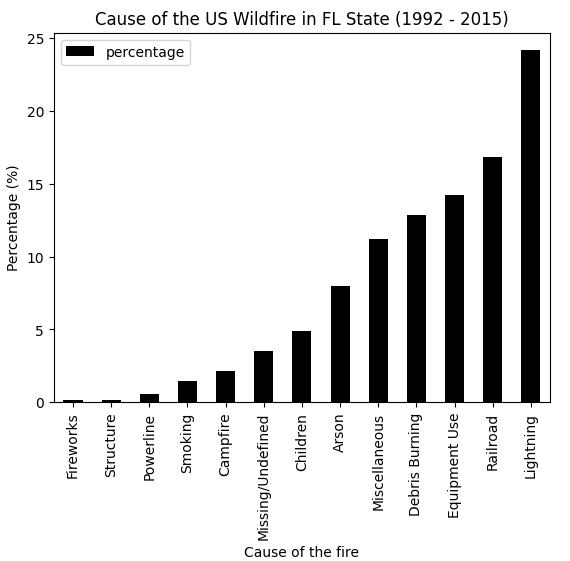 Cause of the US Wildfire in FL State (1992 - 2015)
percentage
Percentage (%)
25
20
15
10
5
0
Fireworks
Structure
Powerline
Smoking
Campfire
Missing/Undefined
Children
Arson
Miscellaneous
Debris Burning
Equipment Use
Railroad
Lightning
Cause of the fire